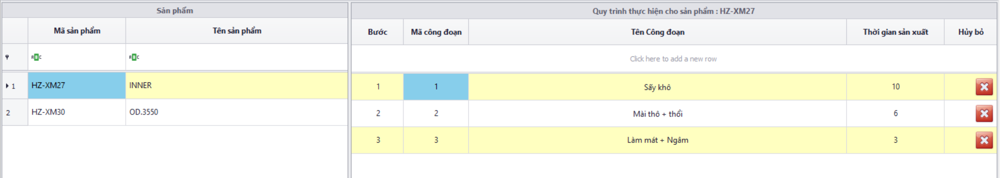 Sản phẩm
Mã sản phẩm Tên sản phẩm
ABC ABC
1 HZ-XM27 INNER
2 HZ-XM30 OD.3550
Quy trình thực hiện cho sản phẩm : HZ-XM27
Bước Mã công đoạn Tên Công đoạn Thời gian sản xuất Hủy bỏ
Click here to add a new row
1 1 Sấy khô 10
2 2 Mài thô + thổi 6
3 3 Làm mát + Ngâm 3